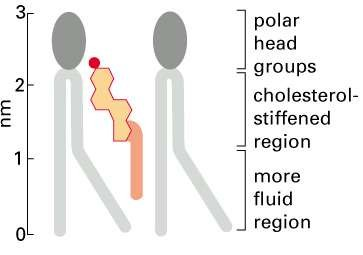 3
2
1
0
nm
polar
head
groups
cholesterol-
stiffened
region
more
fluid
region